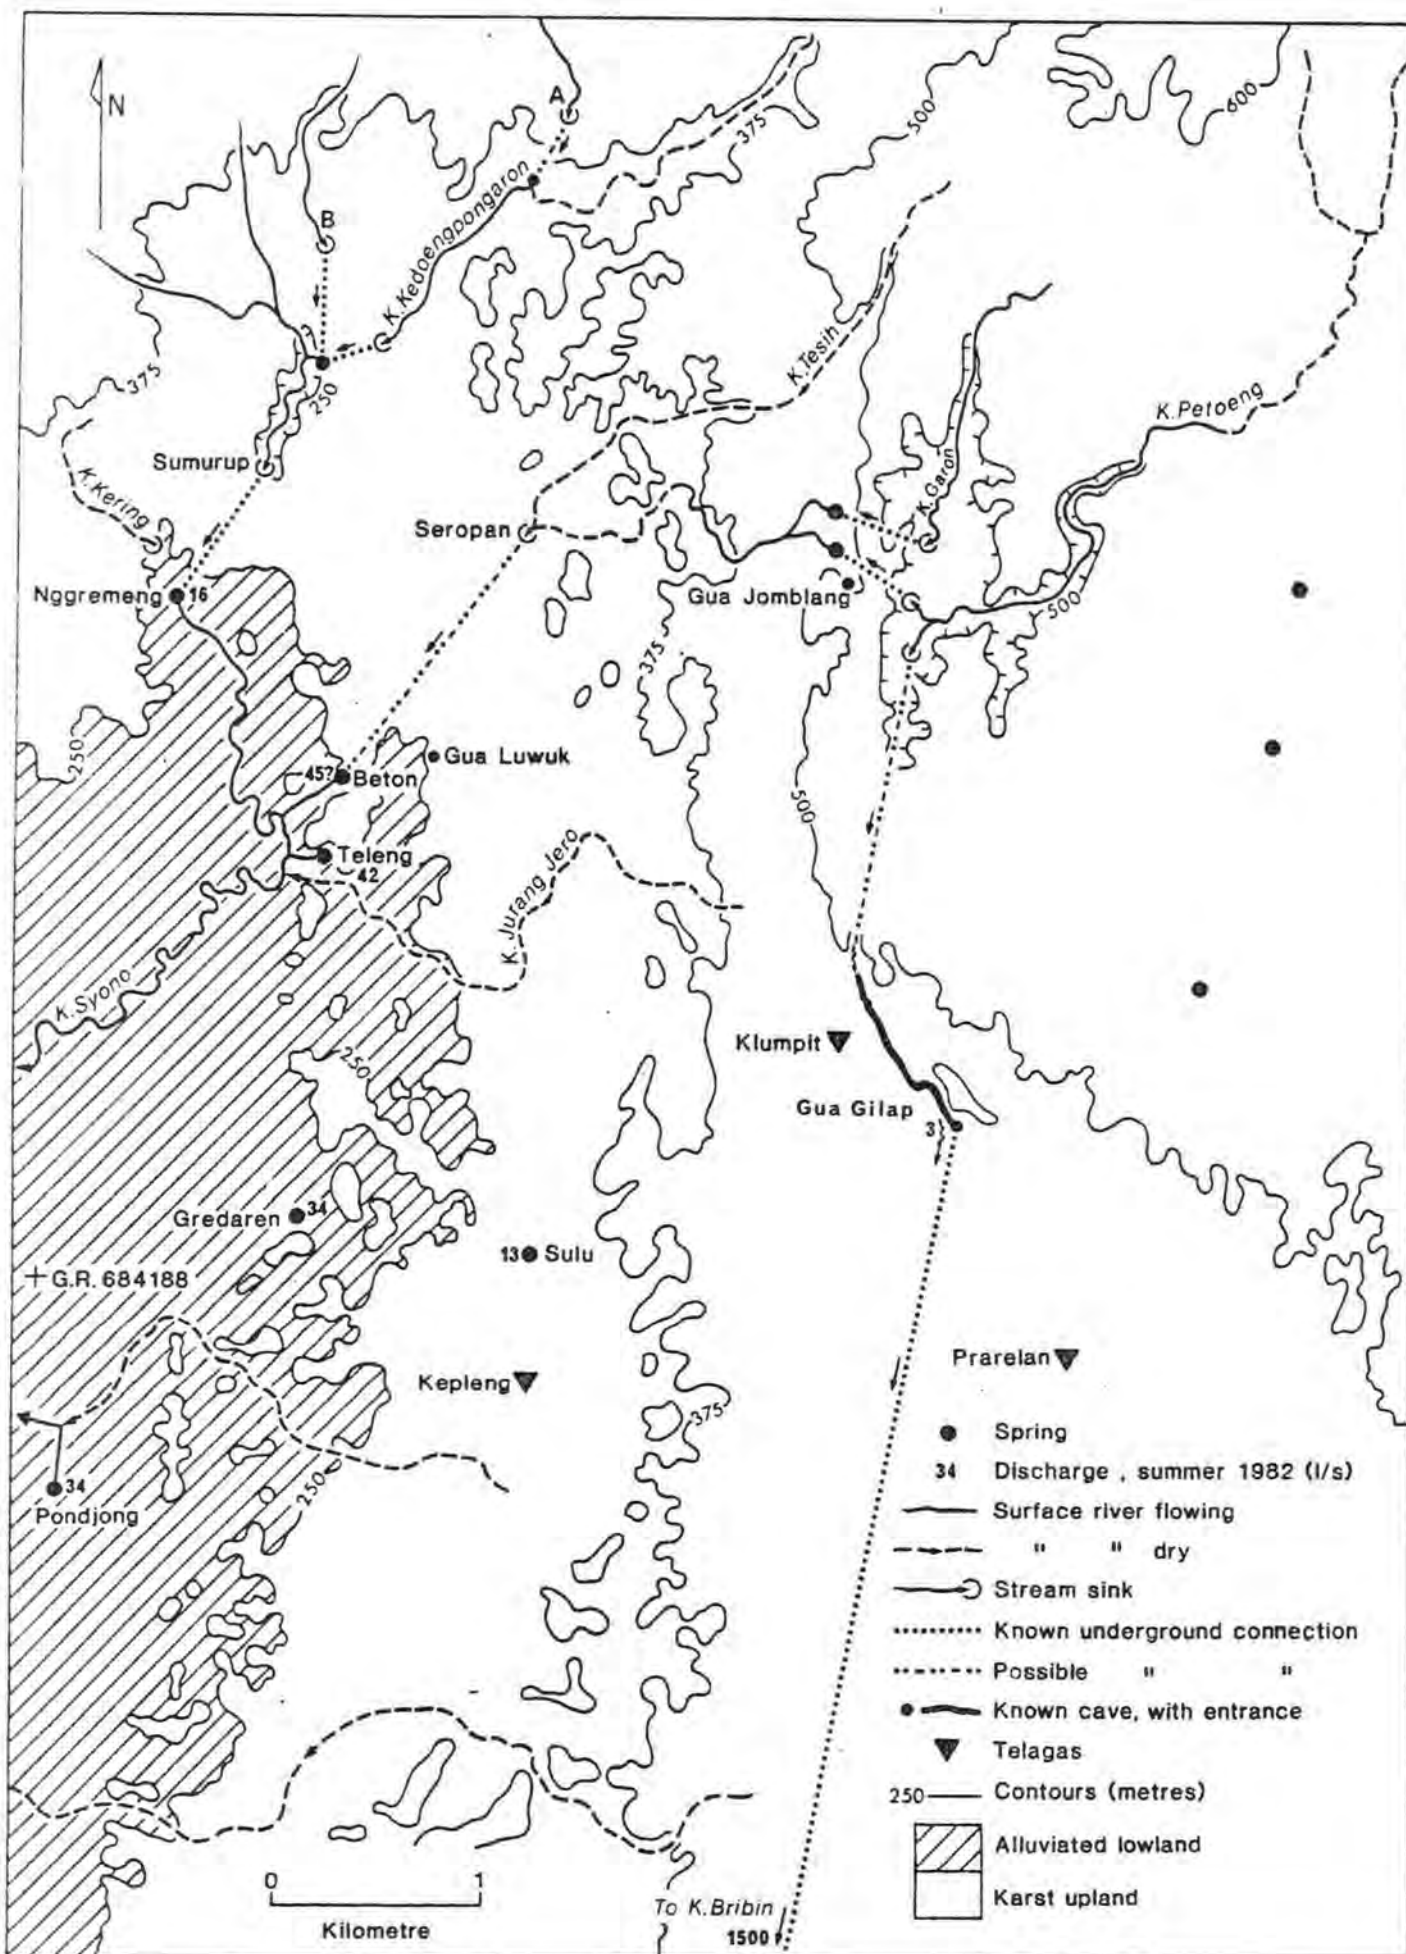 N
A
B
K.Kedoengpongaron
375
500
600
K.Tesih
K.Petoeng
375
250
K.Garon
K.Kering
Sumurup
Seropan
Nggremeng 16
Gua Jomblang
500
375
250
Gua Luwuk
45? Beton
500
Teleng
42
K. Jurang Jero
K. Syono
Klumpit
250
Gua Gilap
3
Gredaren 34
13 Sulu
G.R. 684188
Prarelan
Kepleng
375
34
Pondjong
250
Spring
34 Discharge , summer 1982 (l/s)
Surface river flowing
" " dry
Stream sink
Known underground connection
Possible " "
Known cave, with entrance
Telagas
250 Contours (metres)
Alluviated lowland
Karst upland
0 1
Kilometre
To K.Bribin
1500